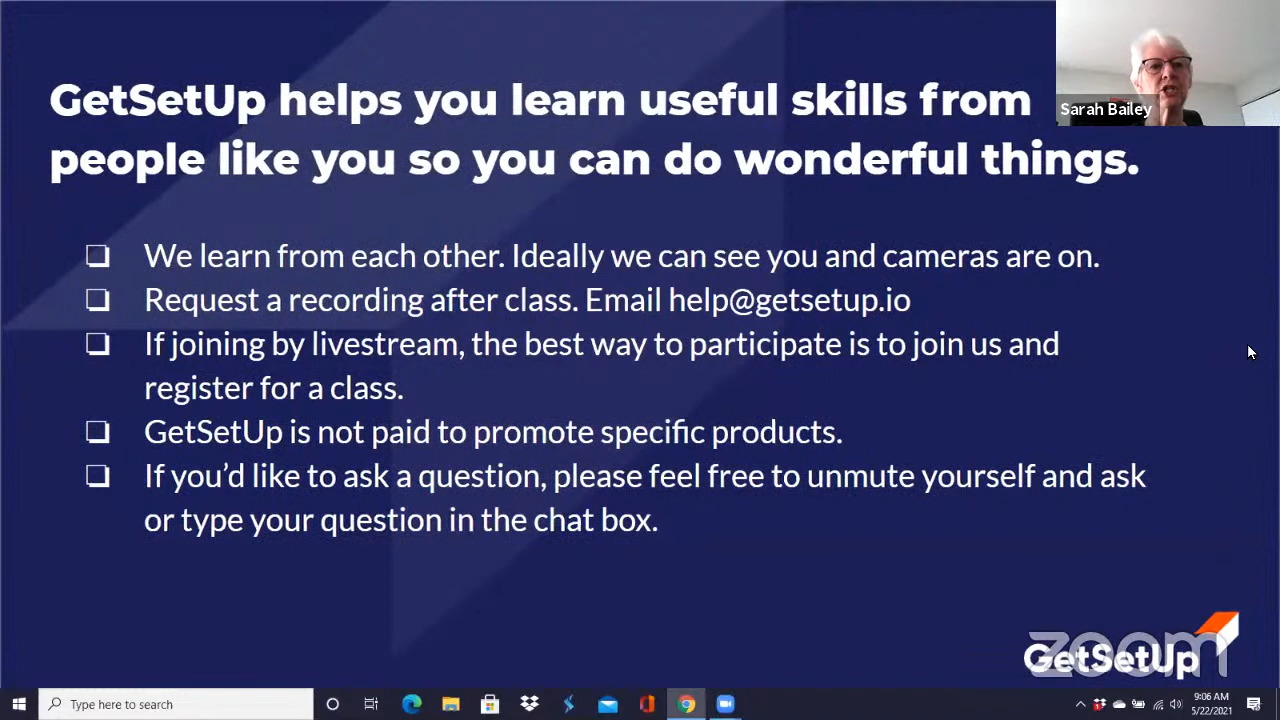 GetSetUp helps you learn useful skills from
people like you so you can do wonderful things.
Sarah Bailey
❏ We learn from each other. Ideally we can see you and cameras are on.
❏ Request a recording after class. Email help@getsetup.io
❏ If joining by livestream, the best way to participate is to join us and
register for a class.
❏ GetSetUp is not paid to promote specific products.
❏ If you’d like to ask a question, please feel free to unmute yourself and ask
or type your question in the chat box.
zoom
GetSetUp
Type here to search
9:06 AM
5/22/2021